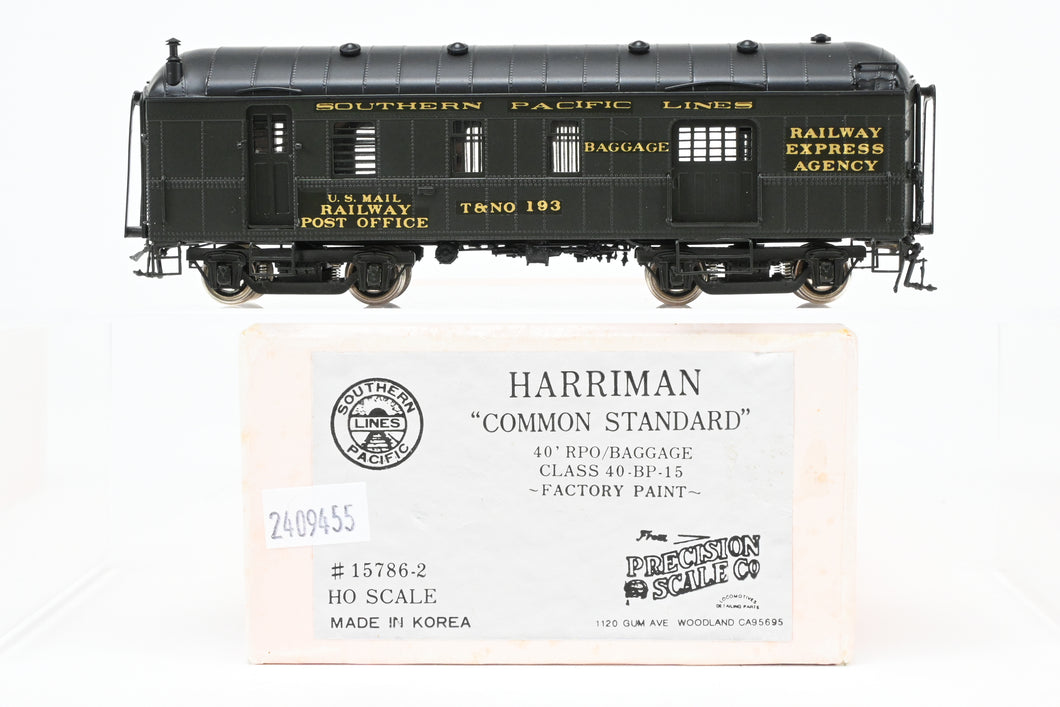 SOUTHERN PACIFIC LINES
BAGGAGE
RAILWAY
EXPRESS
AGENCY
U.S. MAIL
RAILWAY
POST OFFICE
T&NO 193
SOUTHERN
LINES
PACIFIC
HARRIMAN
"COMMON STANDARD"
40' RPO/BAGGAGE
CLASS 40-BP-15
~FACTORY PAINT~
2409455
From
PRECISION
SCALE CO
LOCOMOTIVES
DETAILING PARTS
#15786-2
HO SCALE
MADE IN KOREA
1120 GUM AVE WOODLAND CA95695